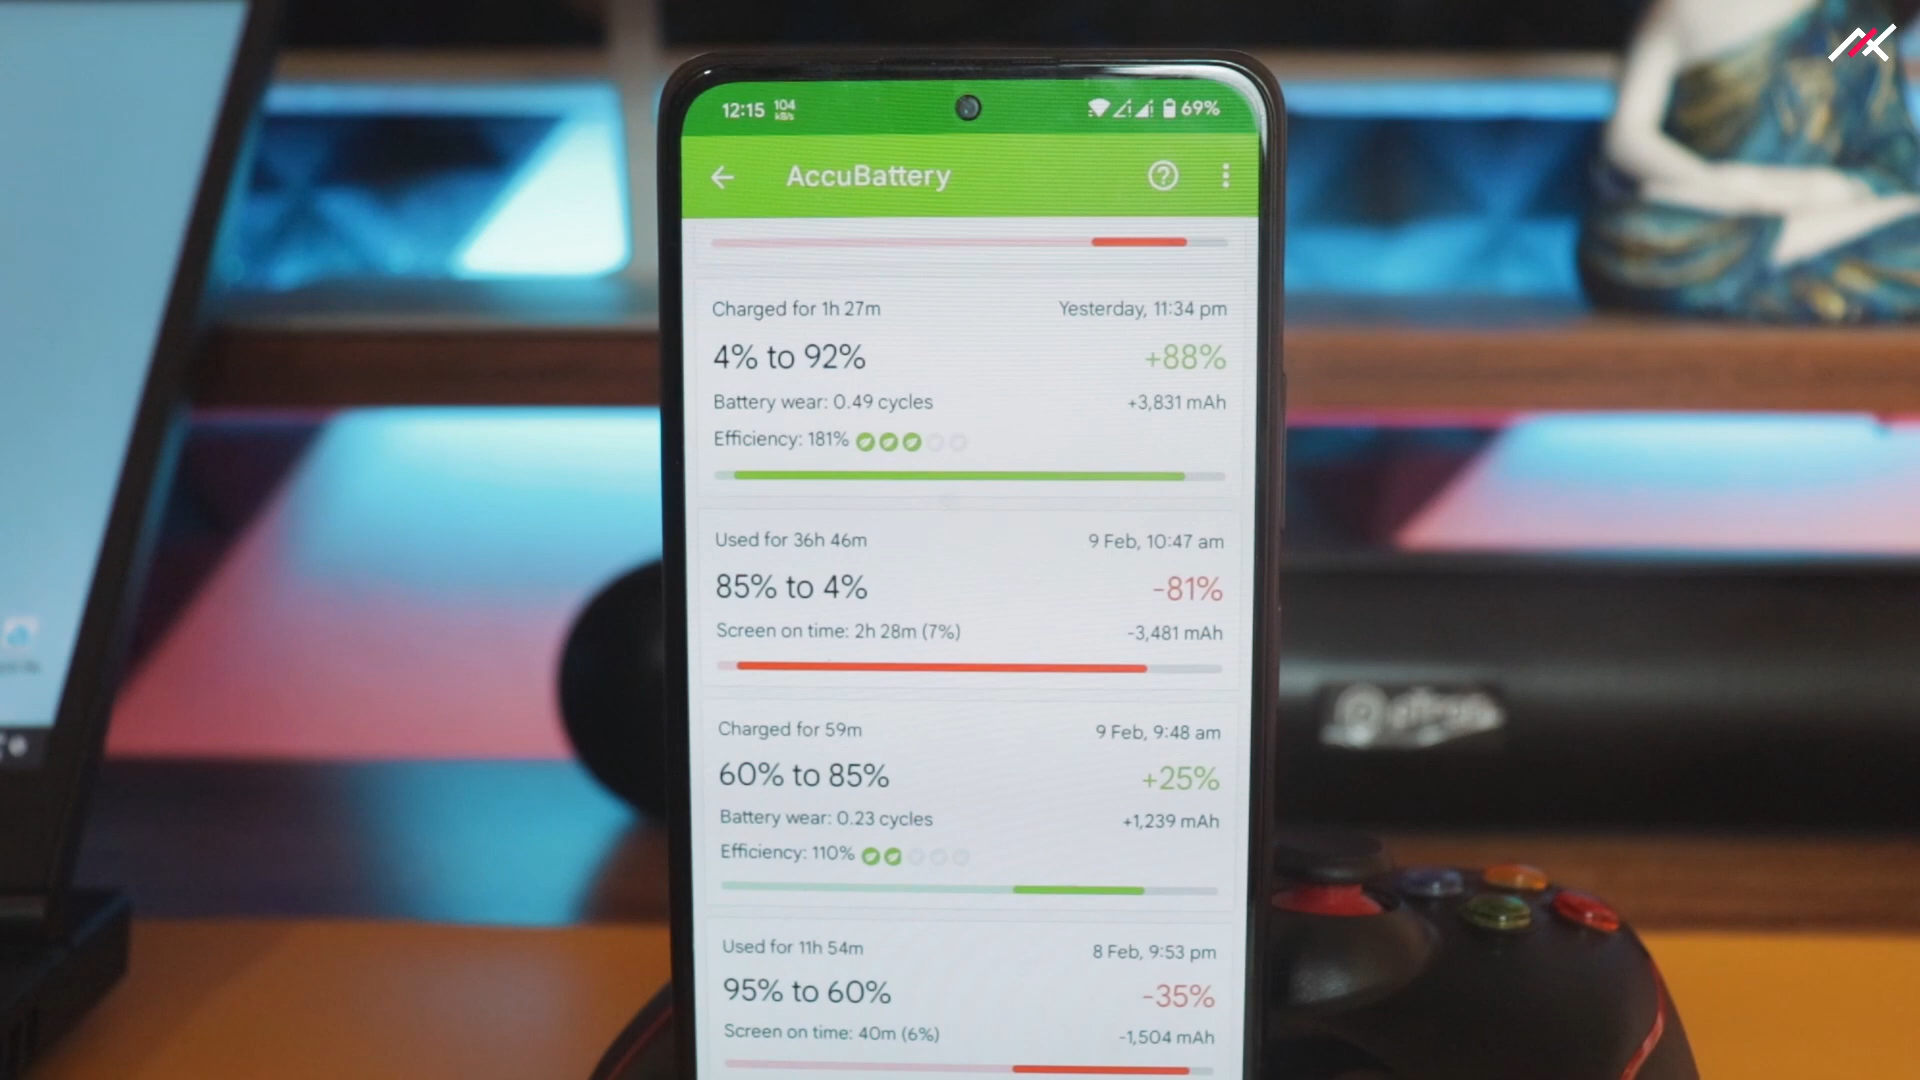 12:15 104 kB/s 69%
AccuBattery
Charged for 1h 27m Yesterday, 11:34 pm
4% to 92% +88%
Battery wear: 0.49 cycles +3,831 mAh
Efficiency: 181%
Used for 36h 46m 9 Feb, 10:47 am
85% to 4% -81%
Screen on time: 2h 28m (7%) -3,481 mAh
Charged for 59m 9 Feb, 9:48 am
60% to 85% +25%
Battery wear: 0.23 cycles +1,239 mAh
Efficiency: 110%
Used for 11h 54m 8 Feb, 9:53 pm
95% to 60% -35%
Screen on time: 40m (6%) -1,504 mAh